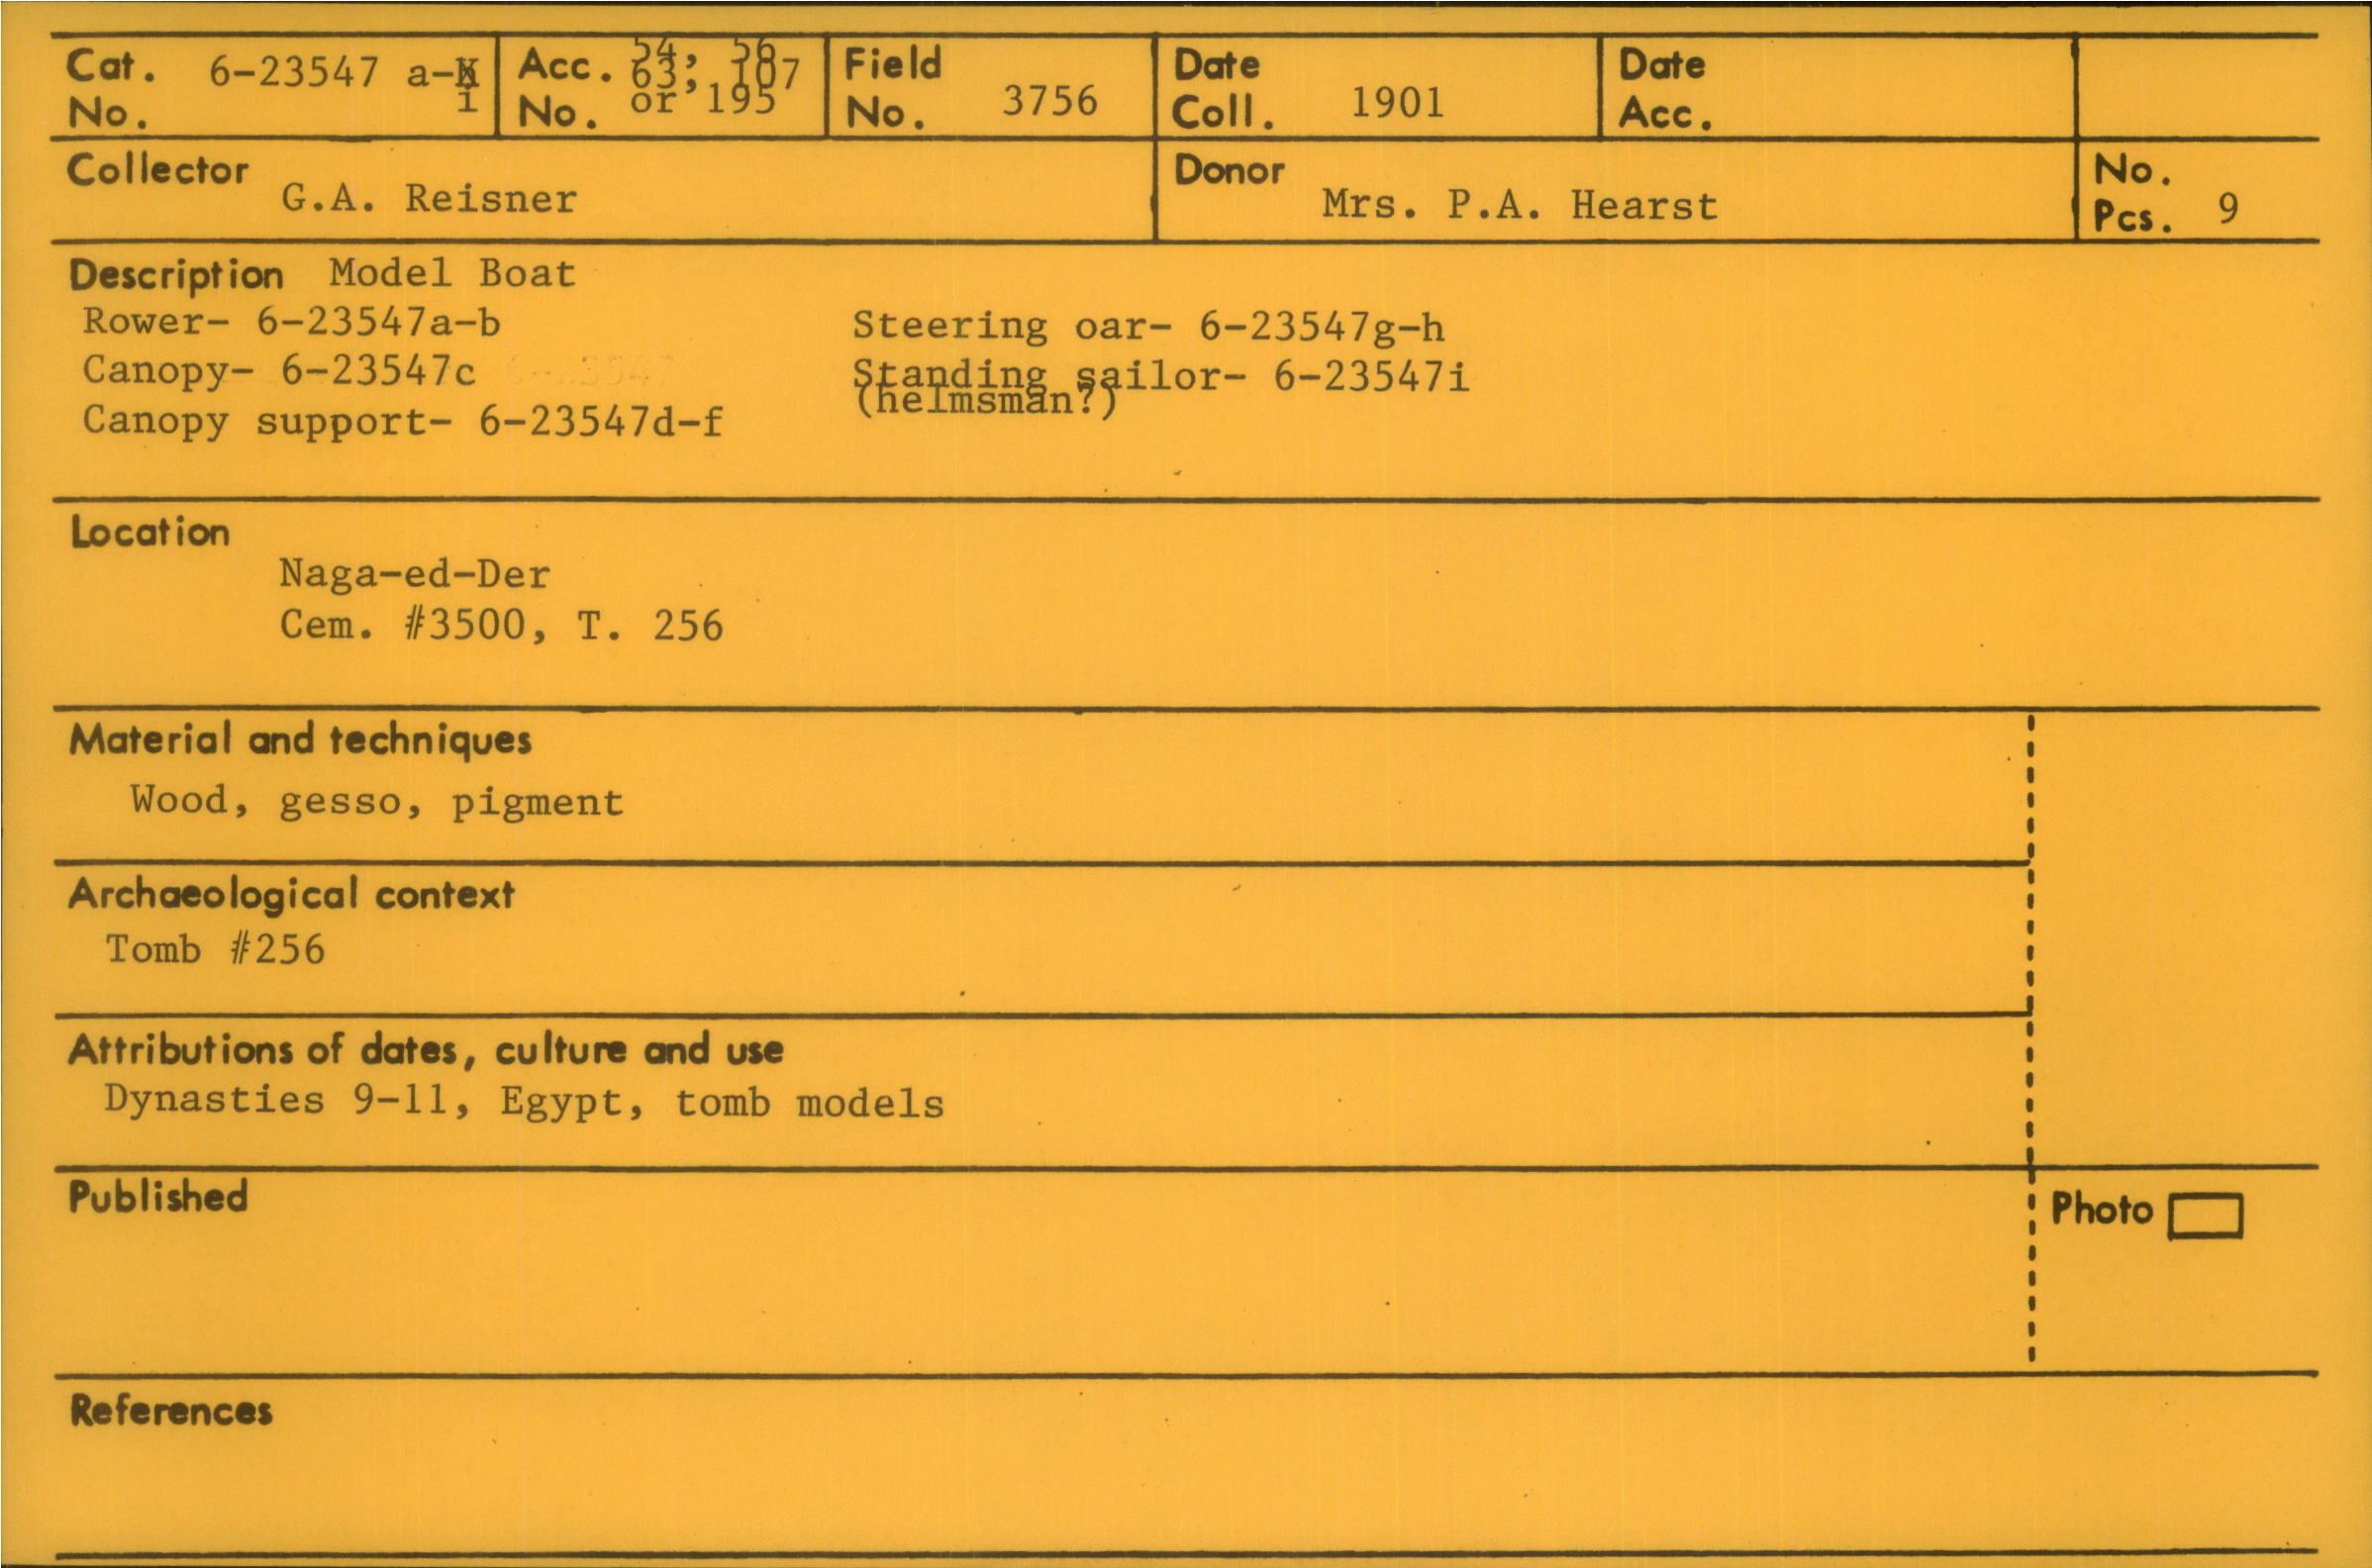 Cat. No. 6-23547 a-i
Acc. No. 54; 56 63; 107 or 195
Field No. 3756
Date Coll. 1901
Date Acc.
Collector G.A. Reisner
Donor Mrs. P.A. Hearst
No. Pcs. 9
Description Model Boat
Rower- 6-23547a-b
Canopy- 6-23547c
Canopy support- 6-23547d-f
Steering oar- 6-23547g-h
Standing sailor- 6-23547i
(helmsman?)
Location
Naga-ed-Der
Cem. #3500, T. 256
Material and techniques
Wood, gesso, pigment
Archaeological context
Tomb #256
Attributions of dates, culture and use
Dynasties 9-11, Egypt, tomb models
Published
Photo
References